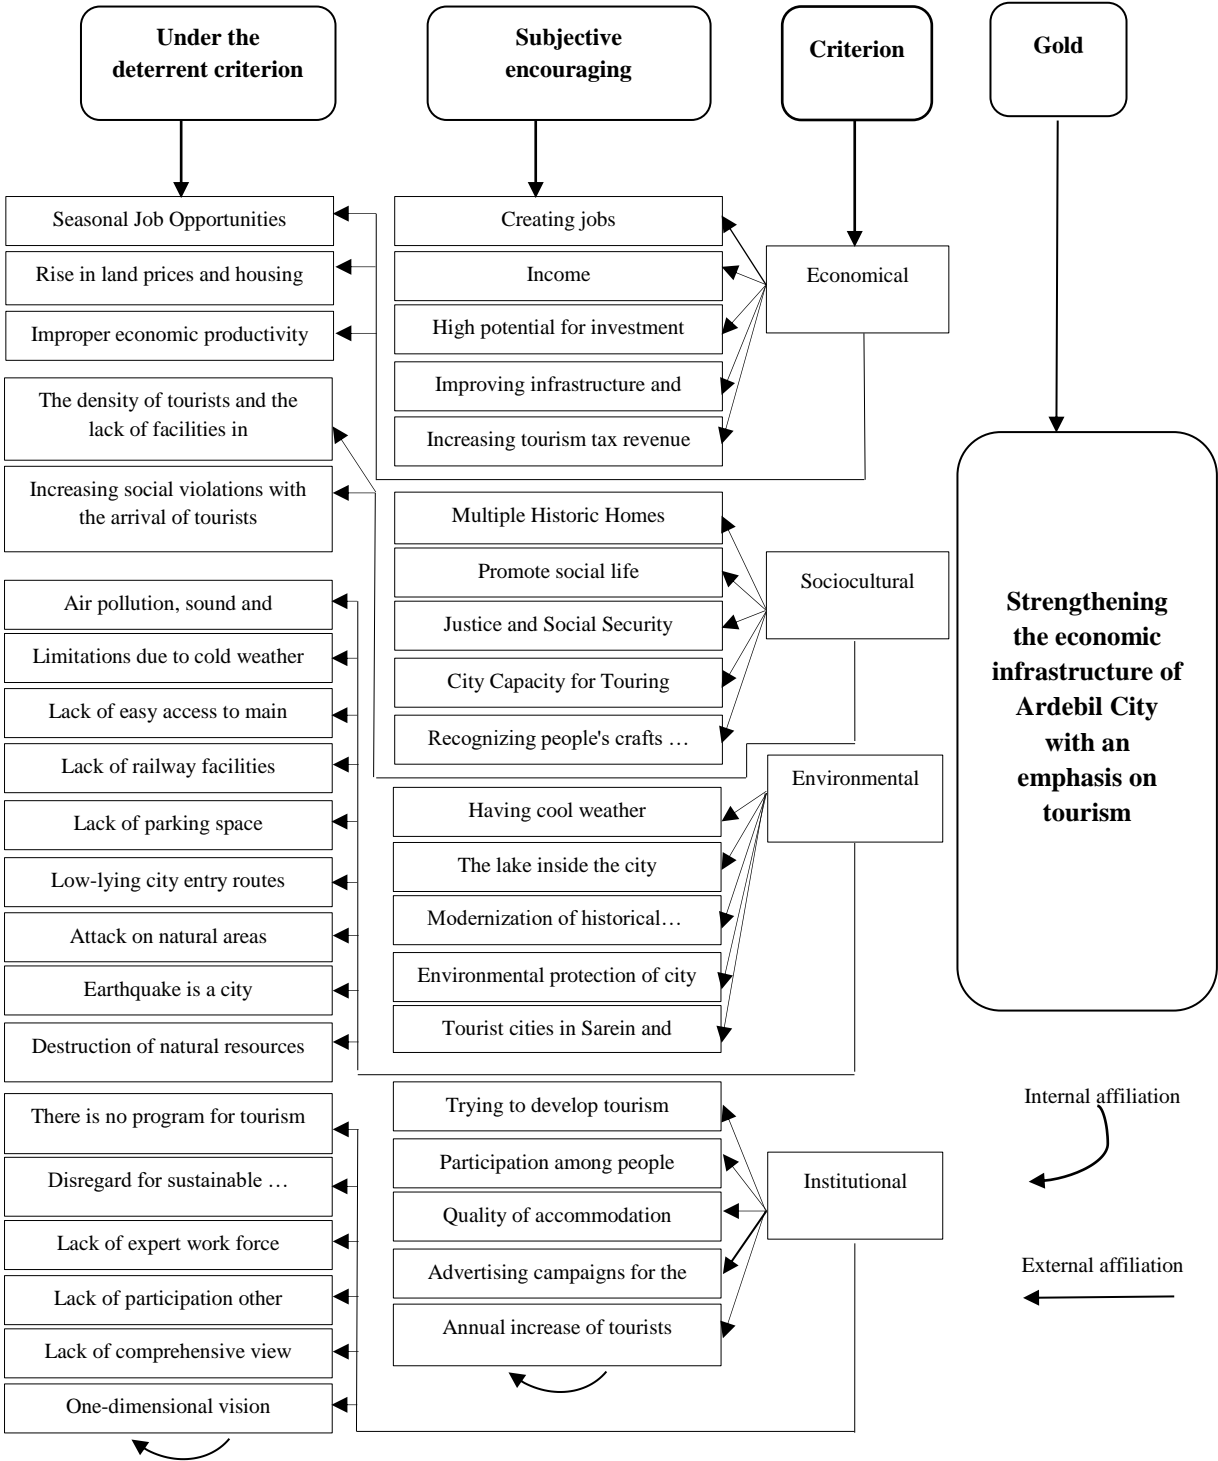 Under the
deterrent criterion
Subjective
encouraging
Criterion
Gold
Seasonal Job Opportunities
Rise in land prices and housing
Improper economic productivity
The density of tourists and the
lack of facilities in
Increasing social violations with
the arrival of tourists
Air pollution, sound and
Limitations due to cold weather
Lack of easy access to main
Lack of railway facilities
Lack of parking space
Low-lying city entry routes
Attack on natural areas
Earthquake is a city
Destruction of natural resources
There is no program for tourism
Disregard for sustainable …
Lack of expert work force
Lack of participation other
Lack of comprehensive view
One-dimensional vision
Creating jobs
Income
High potential for investment
Improving infrastructure and
Increasing tourism tax revenue
Multiple Historic Homes
Promote social life
Justice and Social Security
City Capacity for Touring
Recognizing people's crafts …
Having cool weather
The lake inside the city
Modernization of historical…
Environmental protection of city
Tourist cities in Sarein and
Trying to develop tourism
Participation among people
Quality of accommodation
Advertising campaigns for the
Annual increase of tourists
Economical
Sociocultural
Environmental
Institutional
Strengthening
the economic
infrastructure of
Ardebil City
with an
emphasis on
tourism
Internal affiliation
External affiliation